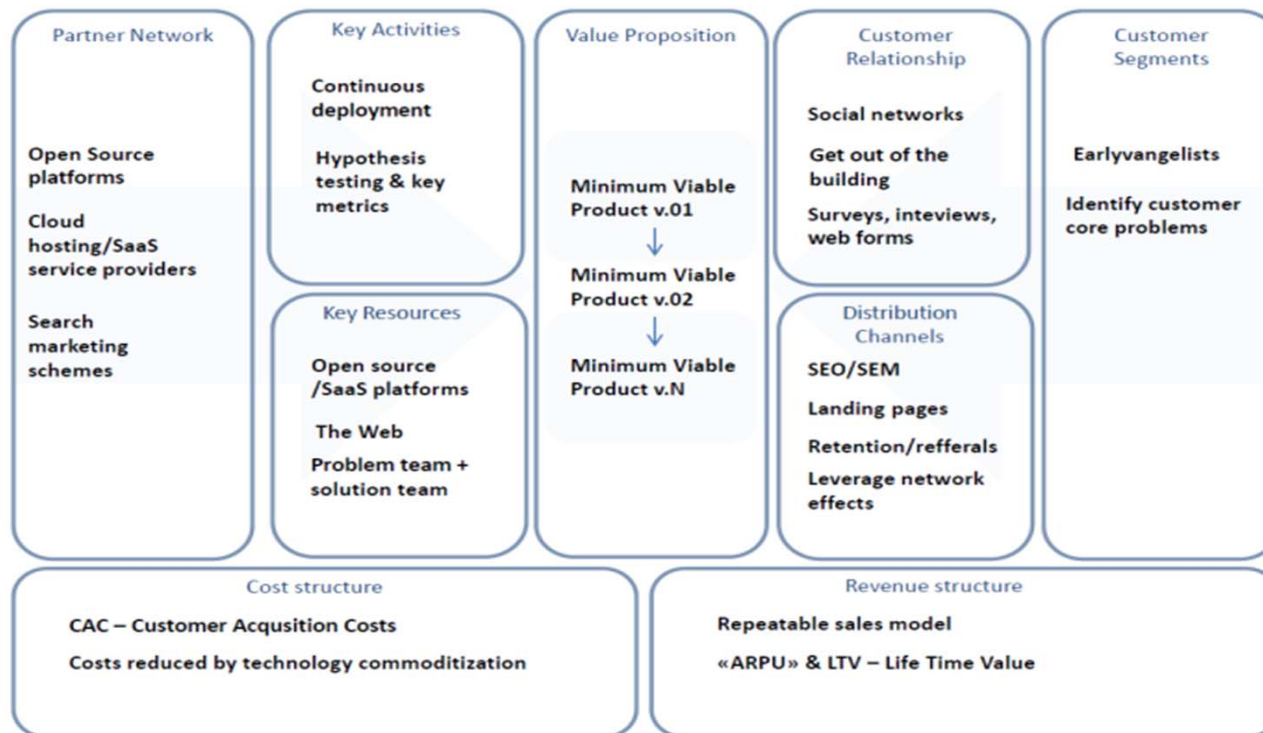 Partner Network
Open Source
platforms
Cloud
hosting/SaaS
service providers
Search
marketing
schemes
Key Activities
Continuous
deployment
Hypothesis
testing & key
metrics
Key Resources
Open source
/SaaS platforms
The Web
Problem team +
solution team
Value Proposition
Minimum Viable
Product v.01
Minimum Viable
Product v.02
Minimum Viable
Product v.N
Customer
Relationship
Social networks
Get out of the
building
Surveys, inteviews,
web forms
Distribution
Channels
SEO/SEM
Landing pages
Retention/refferals
Leverage network
effects
Customer
Segments
Earlyvangelists
Identify customer
core problems
Cost structure
CAC – Customer Acqusition Costs
Costs reduced by technology commoditization
Revenue structure
Repeatable sales model
«ARPU» & LTV – Life Time Value